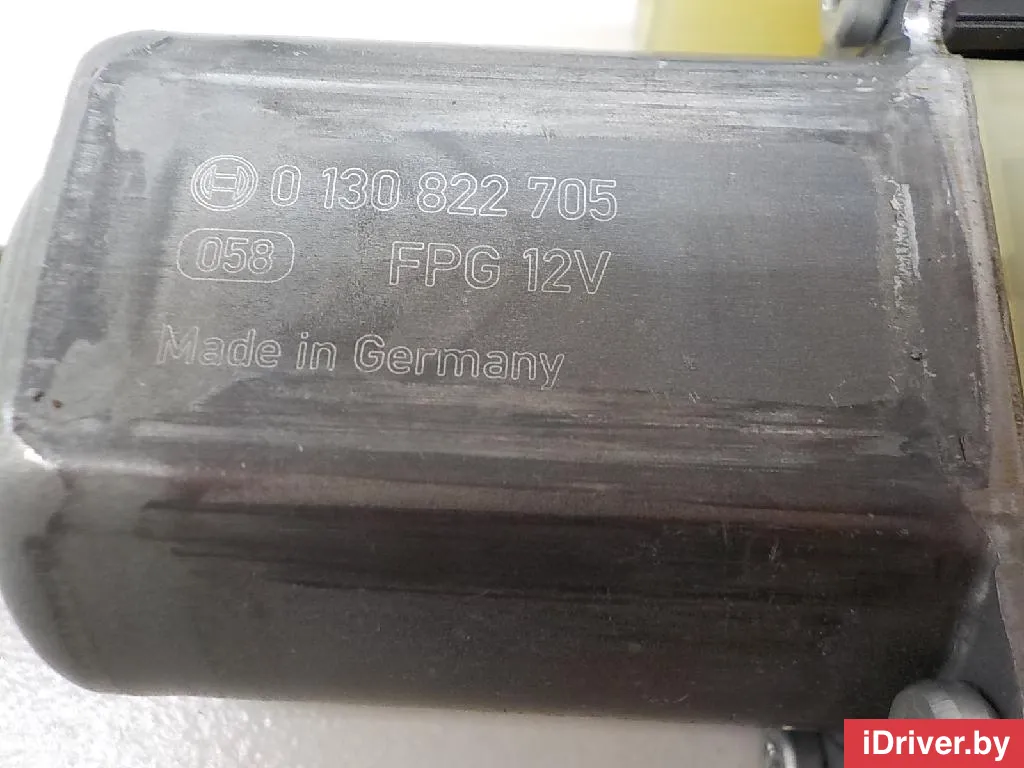 0 130 822 705
058 FPG 12V
Made in Germany
iDriver.by